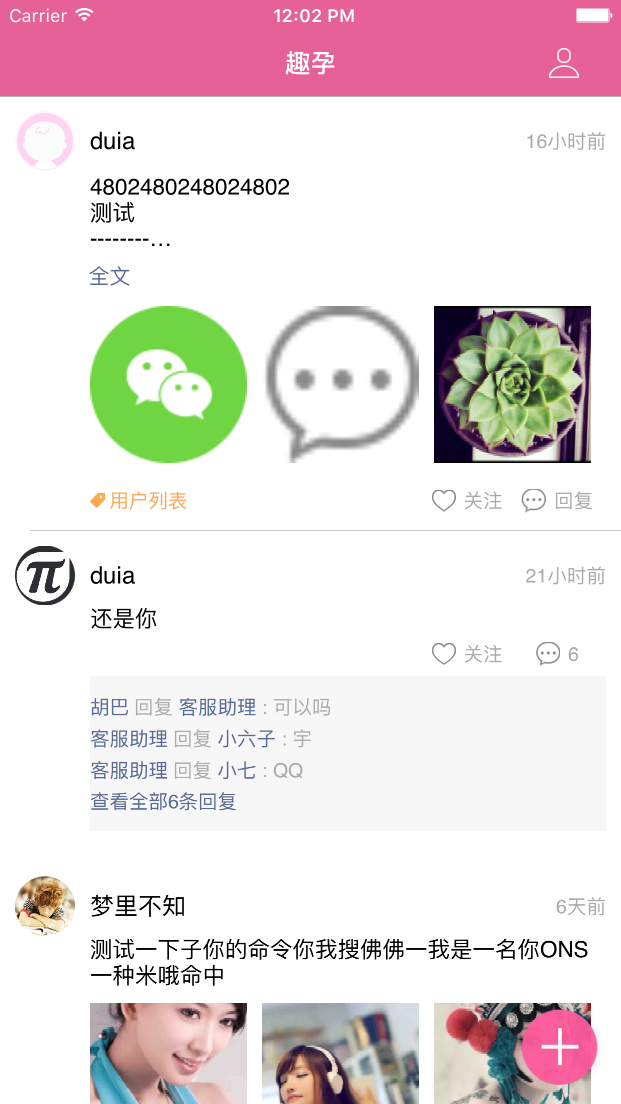 Carrier 12:02 PM
趣孕
duia 16小时前
4802480248024802
测试
--------...
全文
用户列表 关注 回复
duia 21小时前
还是你
关注 6
胡巴 回复 客服助理 : 可以吗
客服助理 回复 小六子 : 宇
客服助理 回复 小七 : QQ
查看全部6条回复
梦里不知 6天前
测试一下子你的命令你我搜佛佛一我是一名你ONS
一种米哦命中